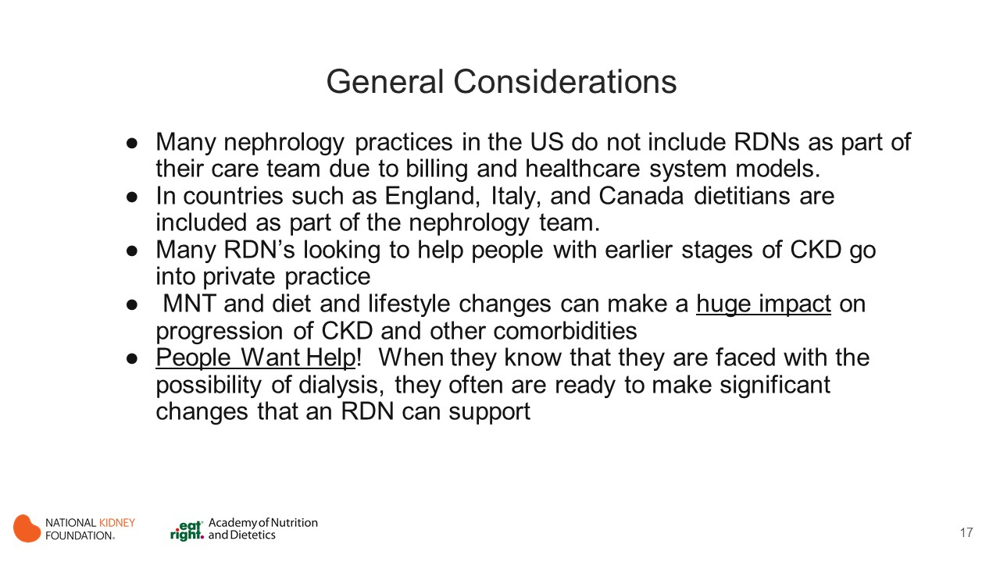 General Considerations
● Many nephrology practices in the US do not include RDNs as part of
their care team due to billing and healthcare system models.
● In countries such as England, Italy, and Canada dietitians are
included as part of the nephrology team.
● Many RDN’s looking to help people with earlier stages of CKD go
into private practice
● MNT and diet and lifestyle changes can make a huge impact on
progression of CKD and other comorbidities
● People Want Help! When they know that they are faced with the
possibility of dialysis, they often are ready to make significant
changes that an RDN can support
NATIONAL KIDNEY
FOUNDATION®
eat
right.
Academy of Nutrition
and Dietetics
17